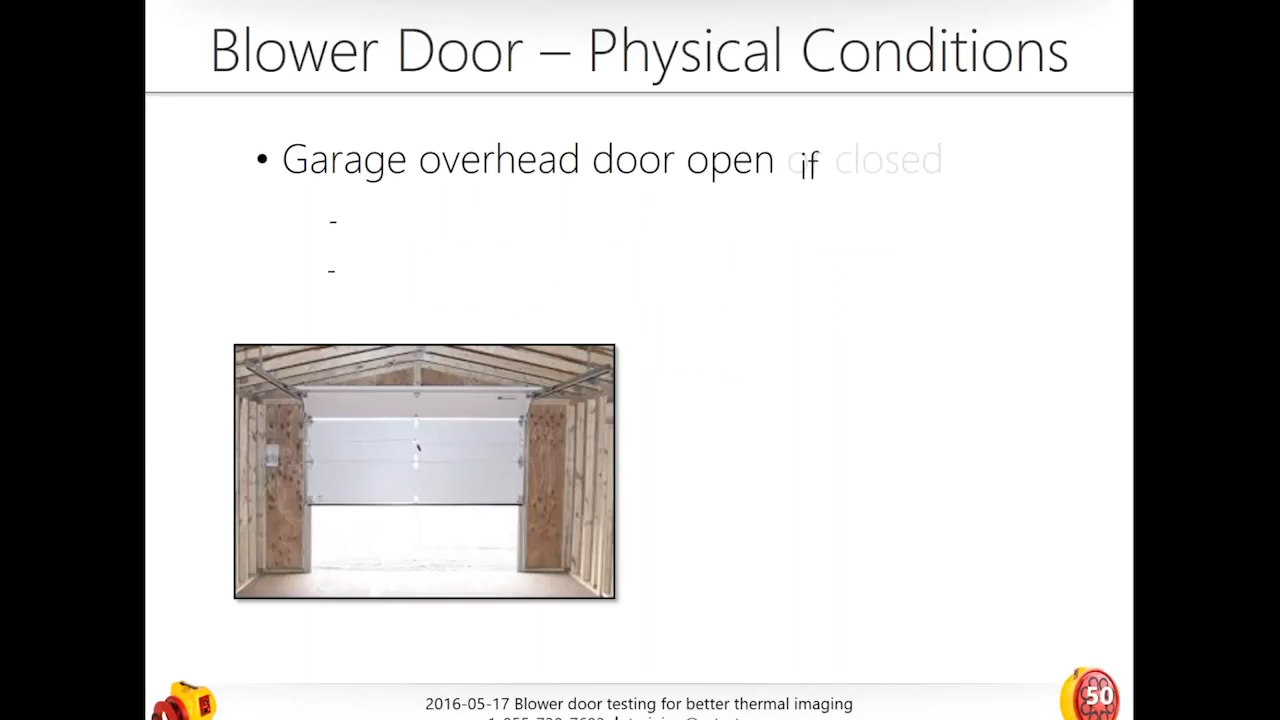 Blower Door – Physical Conditions
• Garage overhead door open if closed
-
-
2016-05-17 Blower door testing for better thermal imaging
50